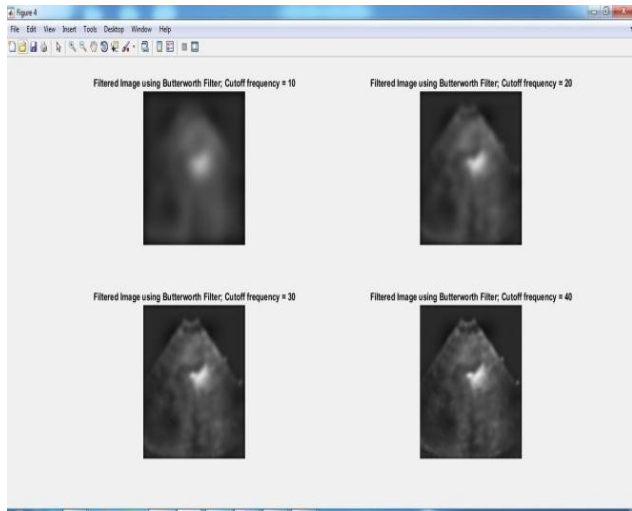 Figure 4
File Edit View Insert Tools Desktop Window Help
Filtered Image using Butterworth Filter; Cutoff frequency = 10
Filtered Image using Butterworth Filter; Cutoff frequency = 20
Filtered Image using Butterworth Filter; Cutoff frequency = 30
Filtered Image using Butterworth Filter; Cutoff frequency = 40